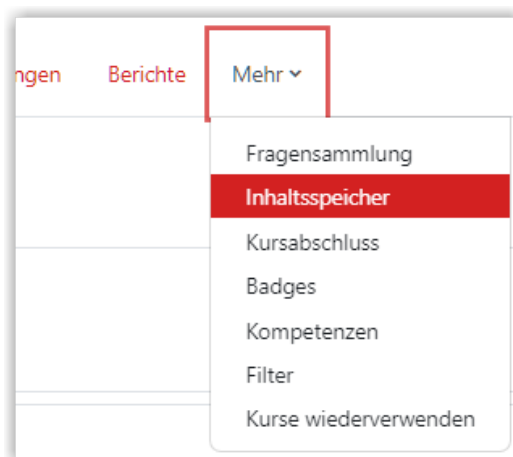 ngen Berichte Mehr
Fragensammlung
Inhaltsspeicher
Kursabschluss
Badges
Kompetenzen
Filter
Kurse wiederverwenden